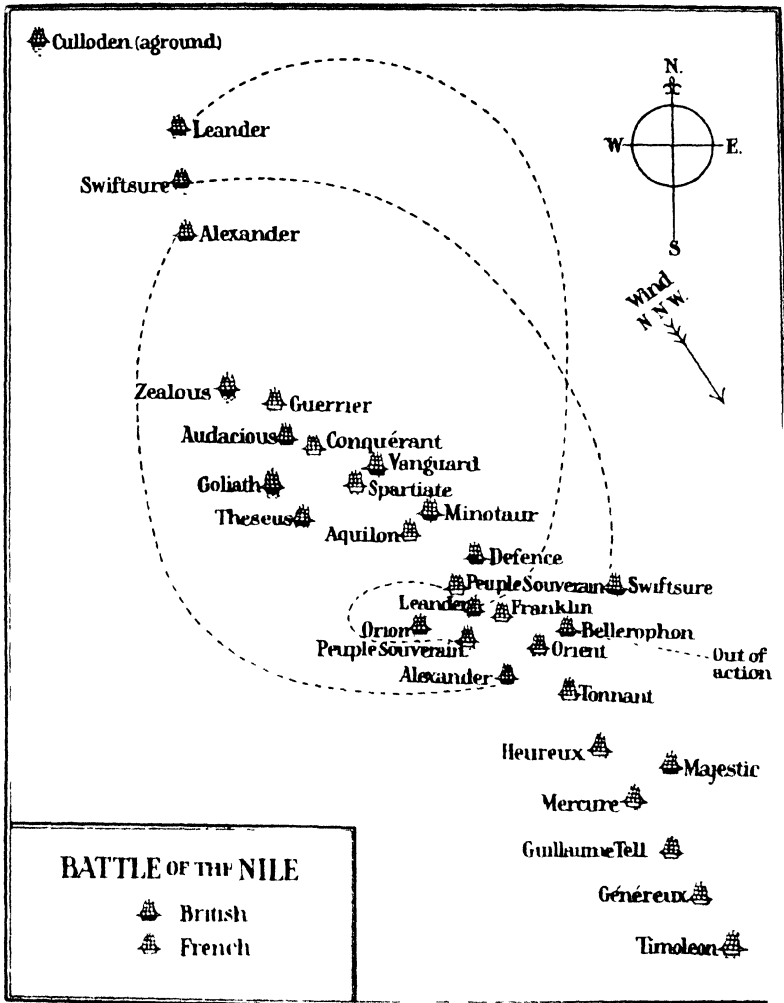 Culloden (aground)
N.
Leander
W
E.
Swiftsure
Alexander
S
Wind
N N W.
Zealous
Guerrier
Audacious
Conquérant
Vanguard
Goliath
Spartiate
Theseus
Minotaur
Aquilon
Defence
Peuple Souverain
Swiftsure
Leander
Franklin
Orion
Bellerophon
Peuple Souverain
Orient
Out of
action
Alexander
Tonnant
Heureux
Majestic
Mercure
Guillaume Tell
Généreux
Timoleon
BATTLE OF THE NILE
British
French